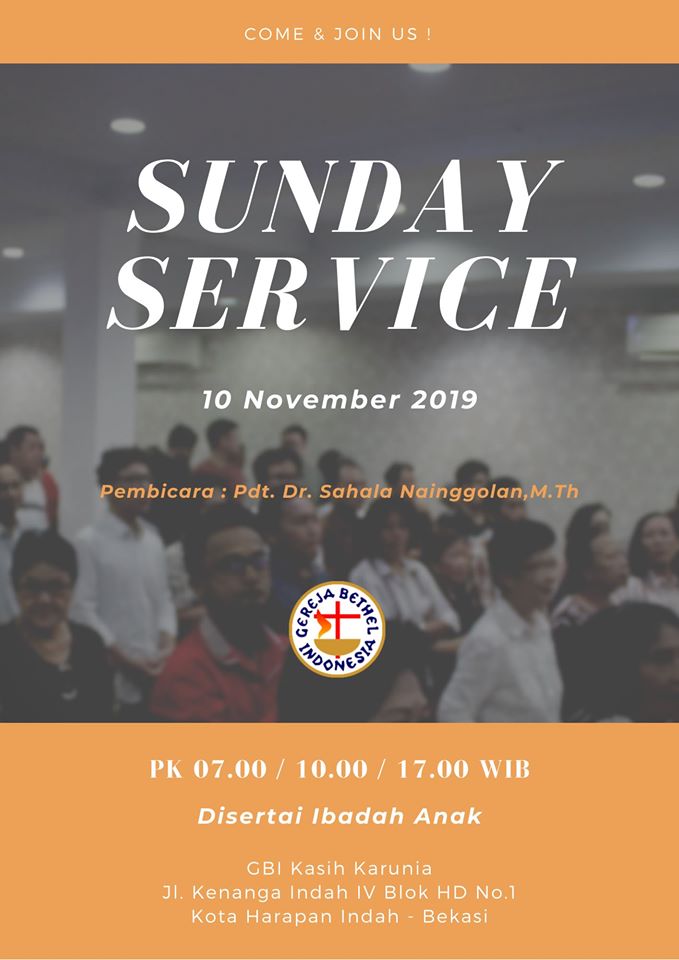 COME & JOIN US !
SUNDAY
SERVICE
10 November 2019
Pembicara : Pdt. Dr. Sahala Nainggolan,M.Th
GEREJA BETHEL
INDONESIA
PK 07.00 / 10.00 / 17.00 WIB
Disertai Ibadah Anak
GBI Kasih Karunia
Jl. Kenanga Indah IV Blok HD No.1
Kota Harapan Indah - Bekasi